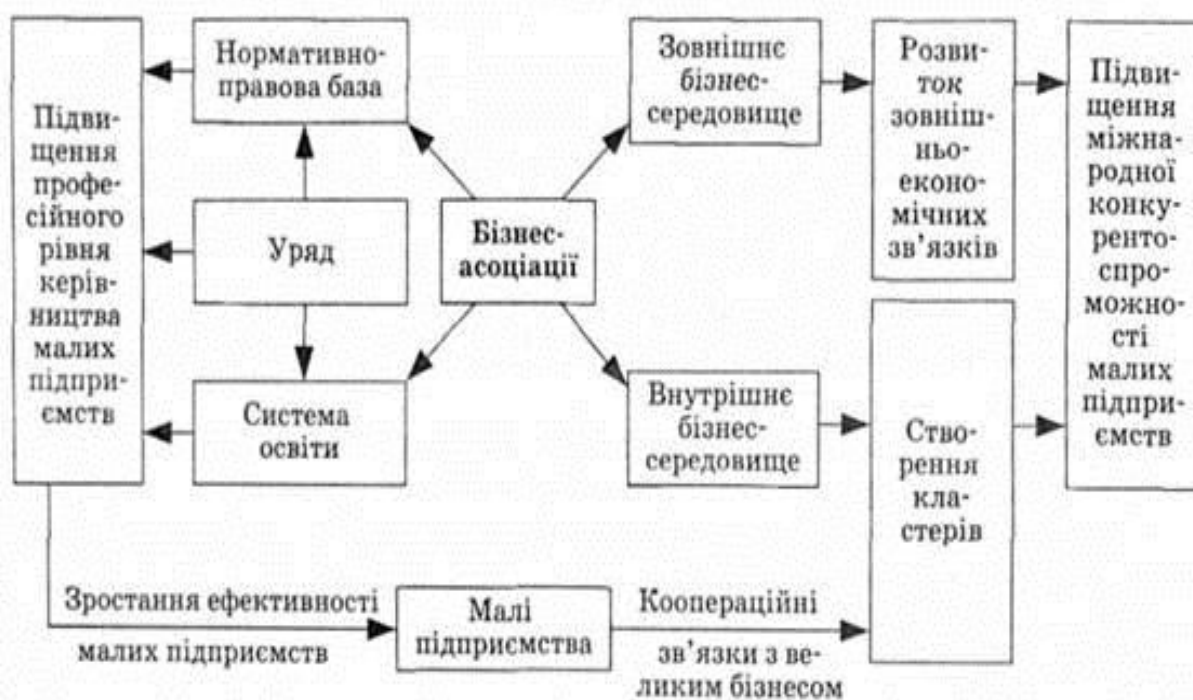 Підви-
щення
профе-
сійного
рівня
керів-
ництва
малих
підпри-
ємств
Нормативно-
правова база
Уряд
Система
освіти
Бізнес-
асоціації
Зовнішнє
бізнес-
середовище
Внутрішнє
бізнес-
середовище
Розви-
ток
зовніш-
ньо-
еконо-
мічних
зв’язків
Ство-
рення
кла-
стерів
Підви-
щення
міжна-
родної
конку-
ренто-
спро-
можно-
сті
малих
підпри-
ємств
Зростання ефективності
малих підприємств
Малі
підприємства
Коопераційні
зв’язки з ве-
ликим бізнесом